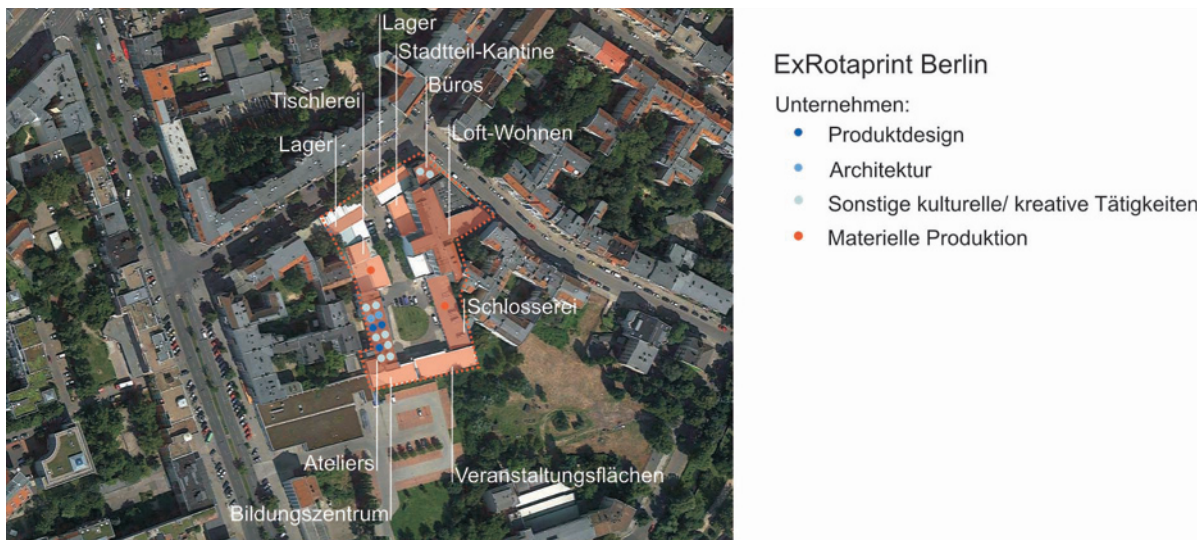 Lager
Stadtteil-Kantine
Büros
Tischlerei
Loft-Wohnen
Lager
Schlosserei
Ateliers
Veranstaltungsflächen
Bildungszentrum
ExRotaprint Berlin
Unternehmen:
Produktdesign
Architektur
Sonstige kulturelle/ kreative Tätigkeiten
Materielle Produktion